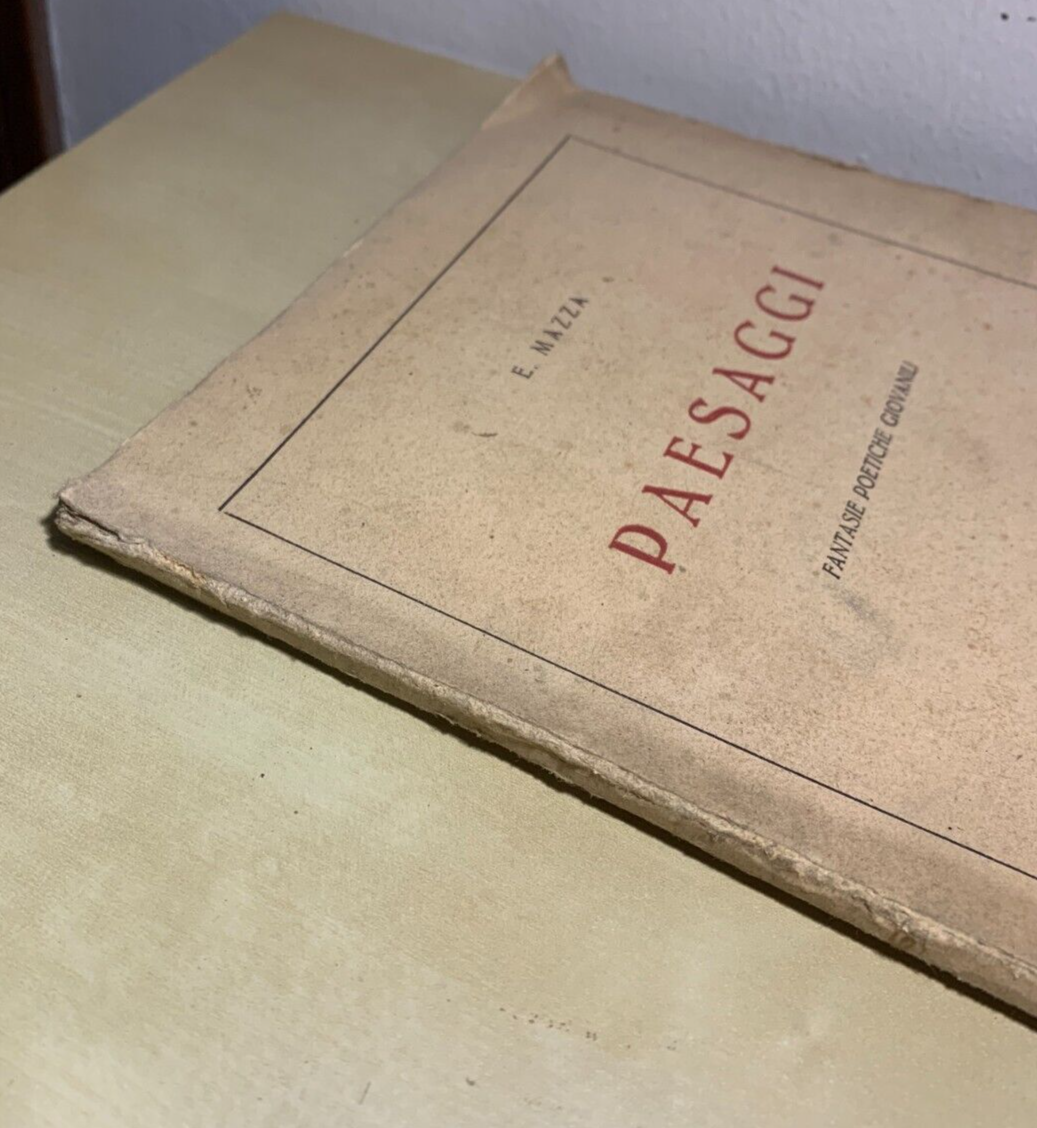 E. MAZZA
PAESAGGI
FANTASIE POETICHE GIOVANILI